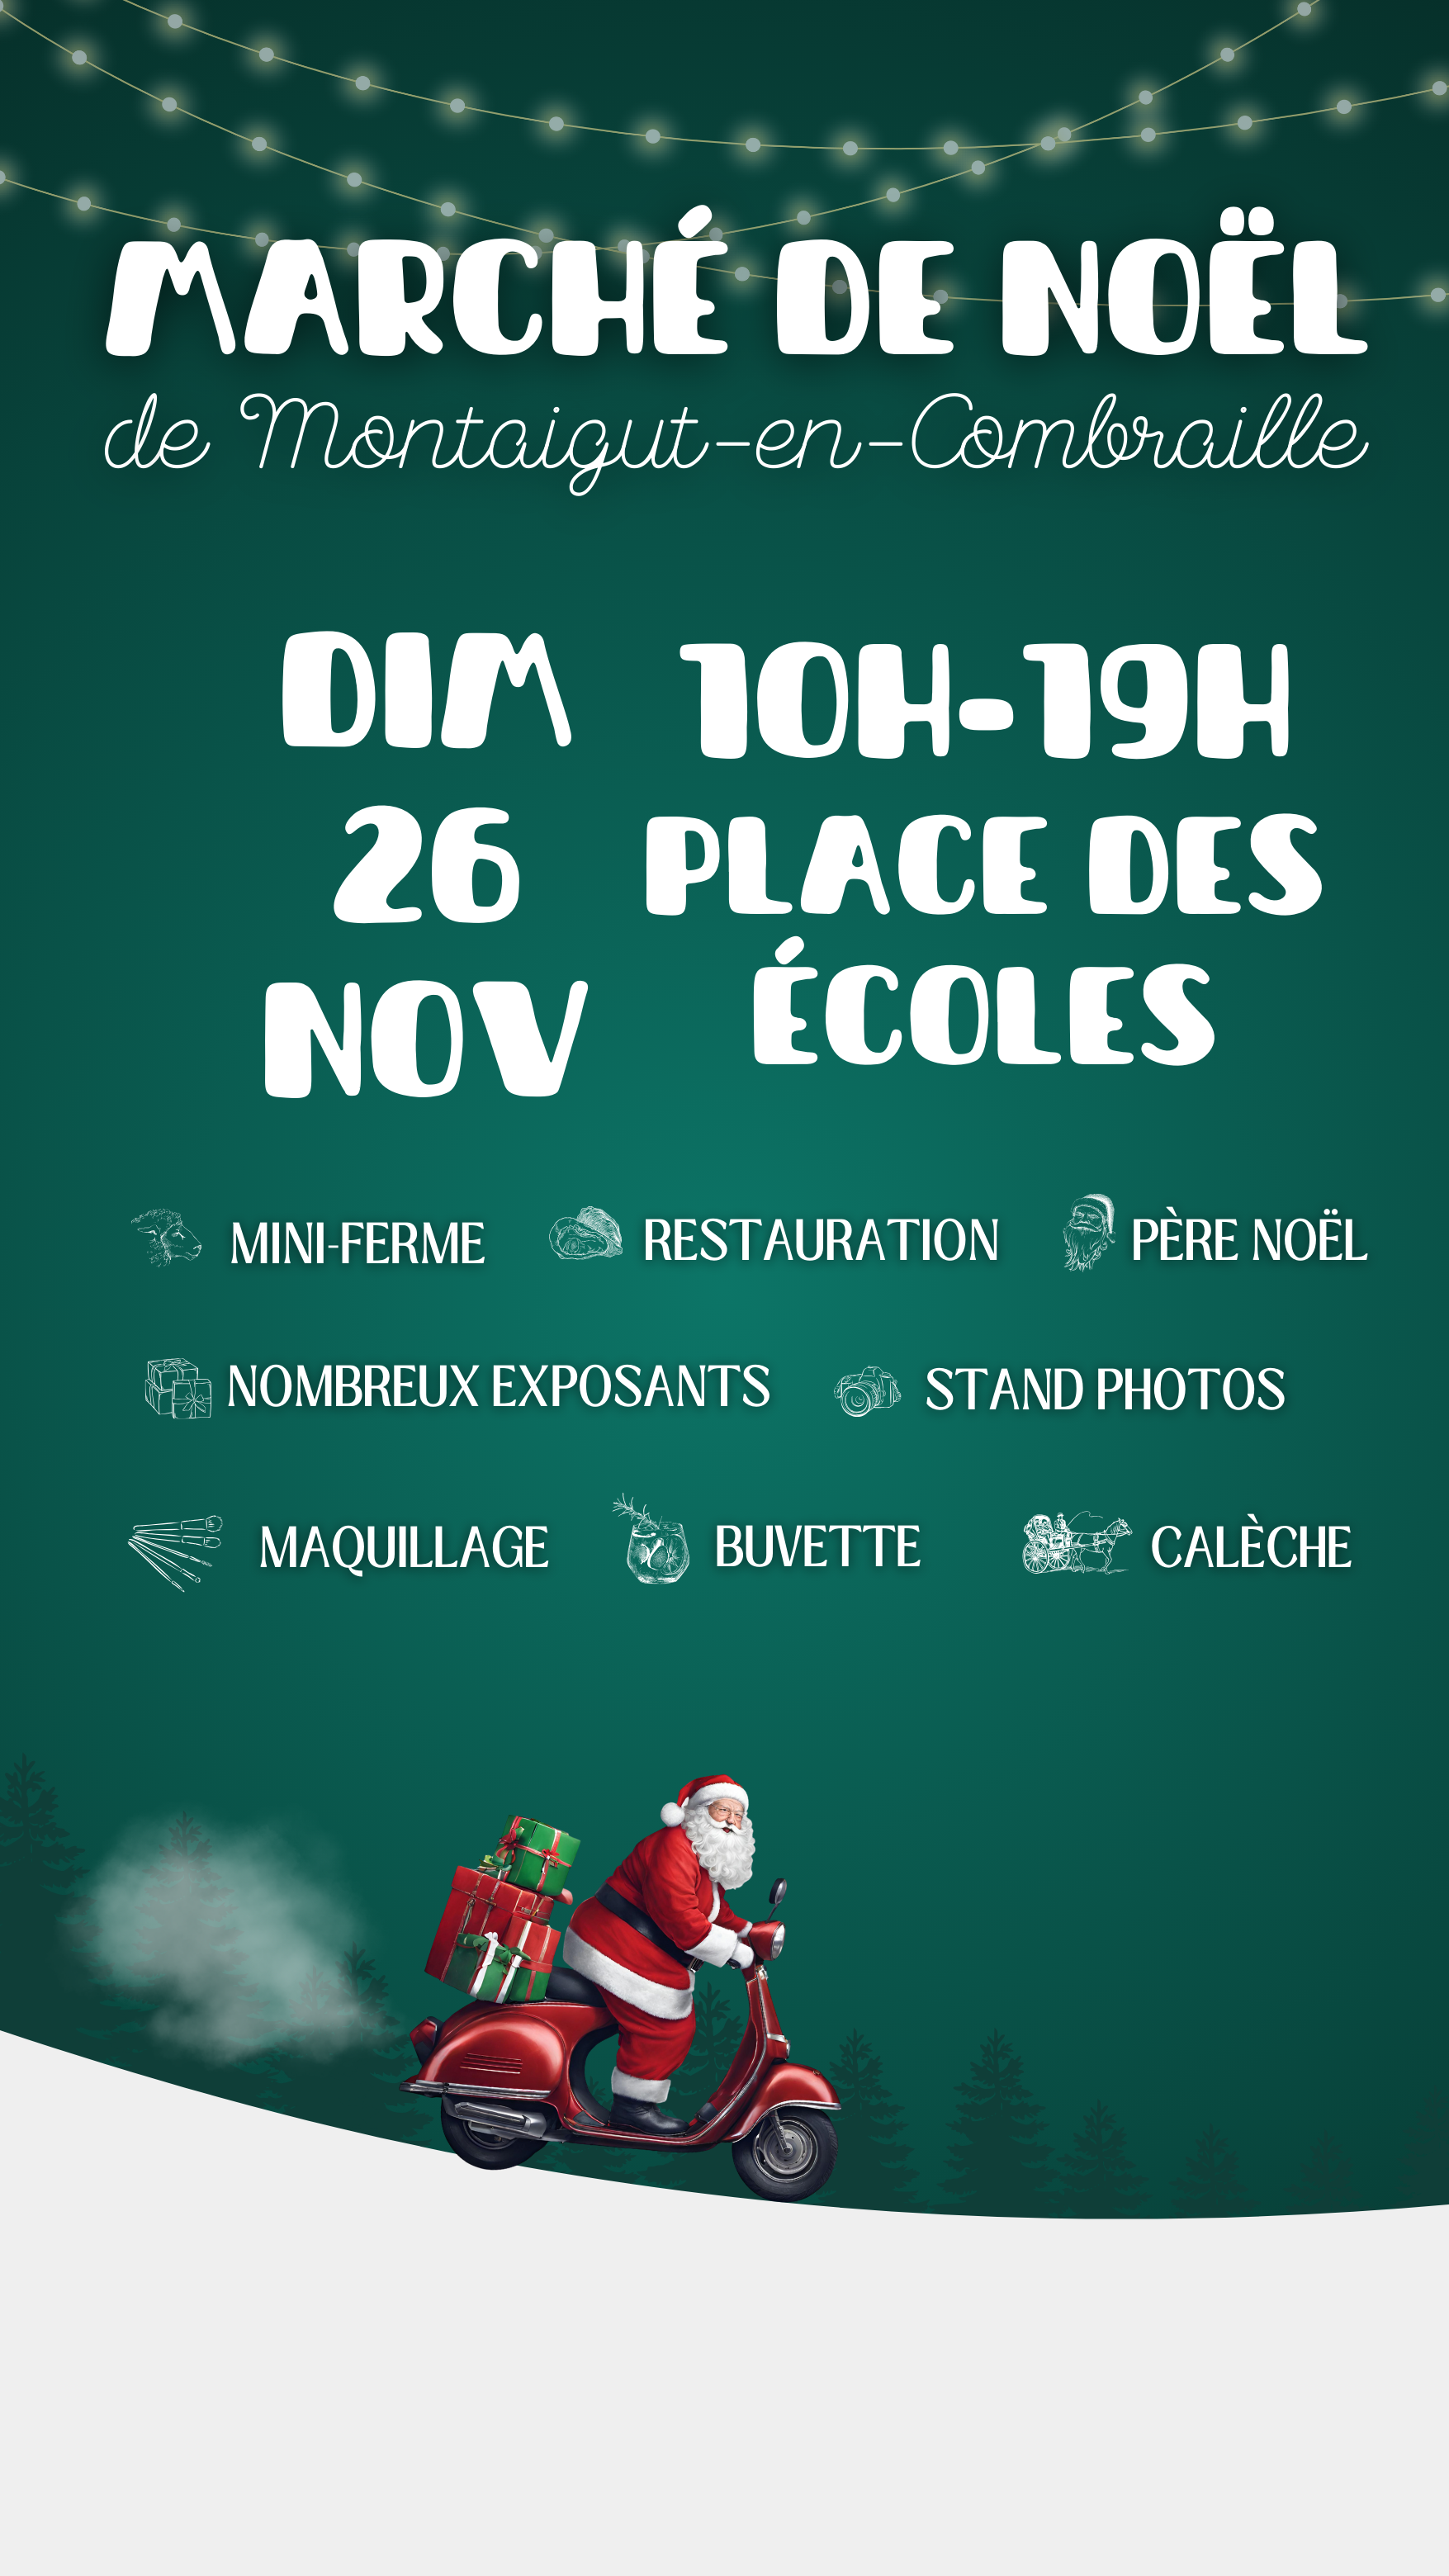 MARCHÉ DE NOËL
de Montaigut-en-Combraille
DIM
26
NOV
10H-19H
PLACE DES
ÉCOLES
MINI-FERME
RESTAURATION
PÈRE NOËL
NOMBREUX EXPOSANTS
STAND PHOTOS
MAQUILLAGE
BUVETTE
CALÈCHE